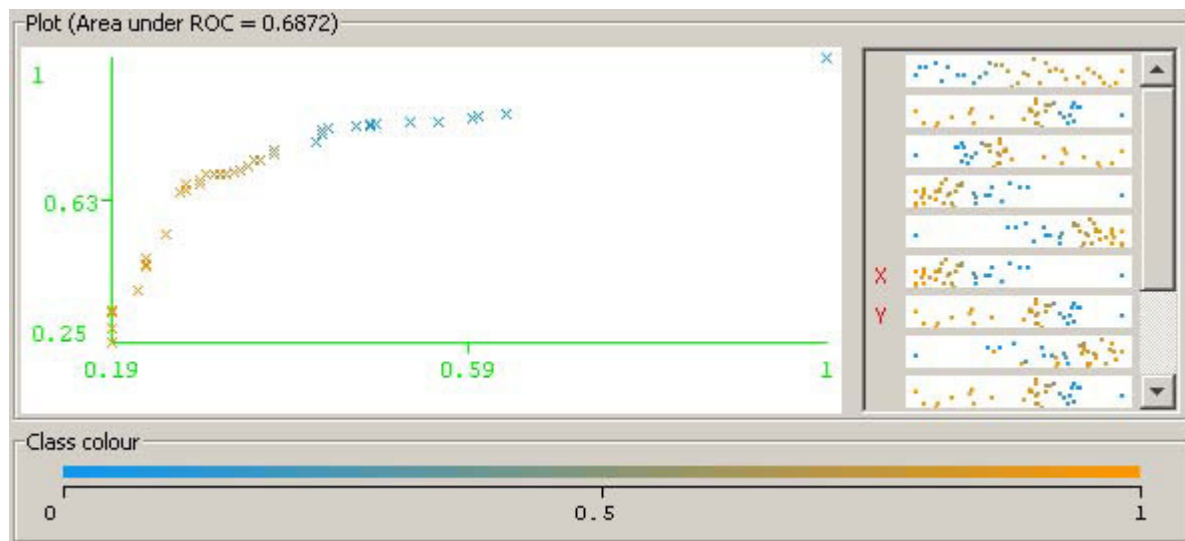 Plot (Area under ROC = 0.6872)
1
0.63
0.25
0.19
0.59
1
X
Y
Class colour
0
0.5
1